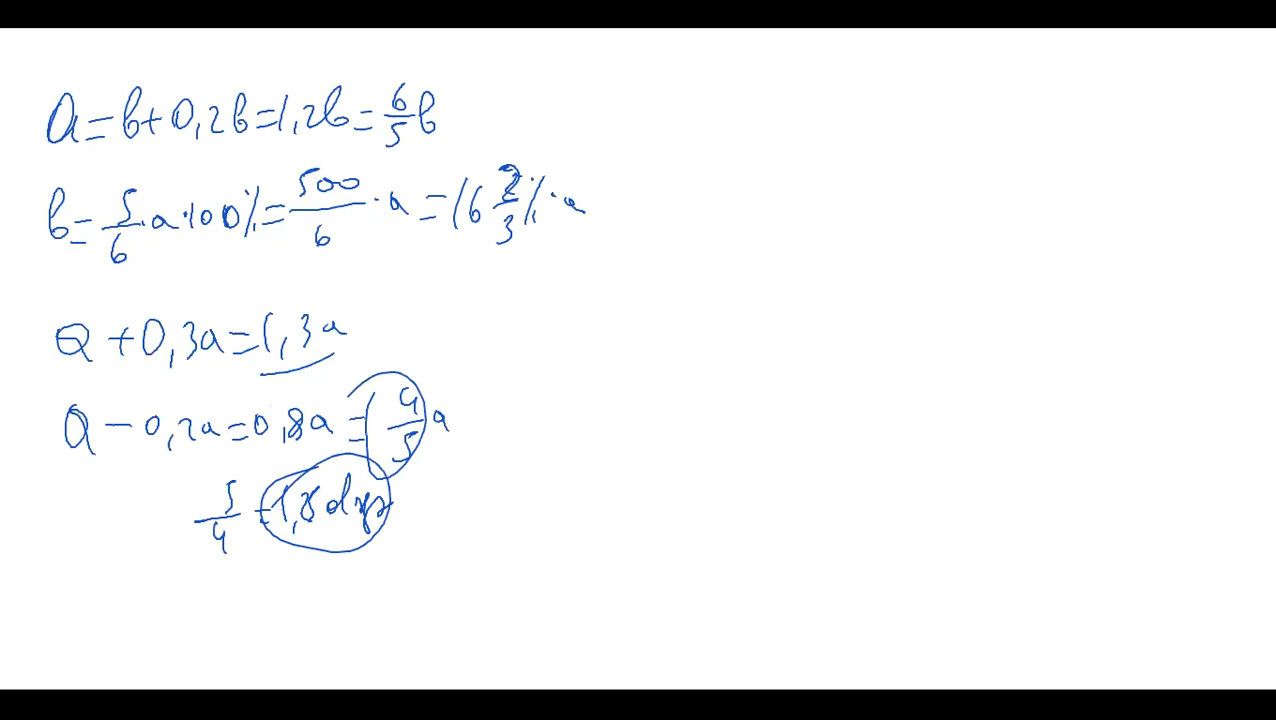 a = b + 0,2b = 1,2b = 6/5 b
b = 5/6 · a · 100% = 500/6 · a = 16 2/3 % · a
a + 0,3a = 1,3a
a - 0,2a = 0,8a = 4/5 a
5/4 =